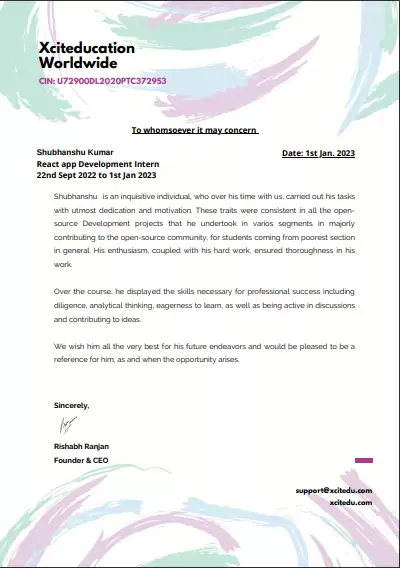 Xciteducation
Worldwide
CIN: U72900DL2020PTC372953
To whomsoever it may concern
Shubhanshu Kumar
Date: 1st Jan. 2023
React app Development Intern
22nd Sept 2022 to 1st Jan 2023
Shubhanshu is an inquisitive individual, who over his time with us, carried out his tasks
with utmost dedication and motivation. These traits were consistent in all the open-
source Development projects that he undertook in varios segments in majorly
contributing to the open-source community, for students coming from poorest section
in general. His enthusiasm, coupled with his hard work, ensured thoroughness in his
work.
Over the course, he displayed the skills necessary for professional success including
diligence, analytical thinking, eagerness to learn, as well as being active in discussions
and contributing to ideas.
We wish him all the very best for his future endeavors and would be pleased to be a
reference for him, as and when the opportunity arises.
Sincerely,
Rishabh Ranjan
Founder & CEO
support@xcitedu.com
xcitedu.com